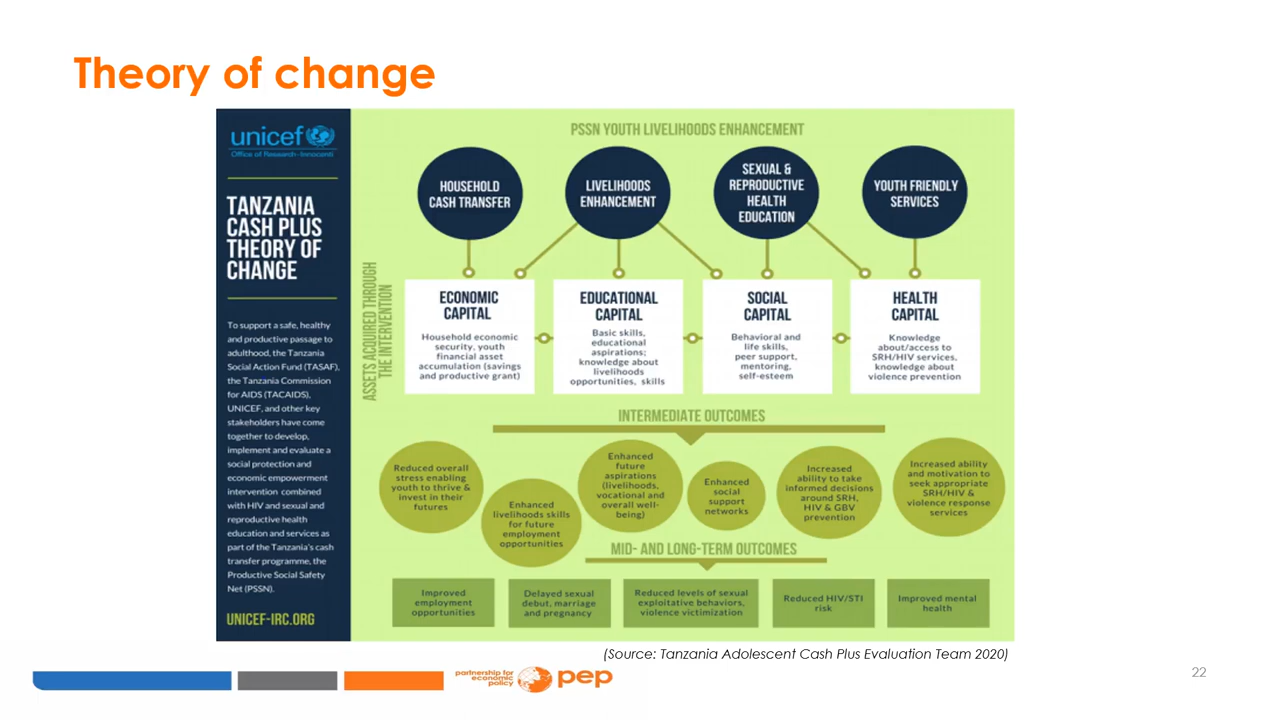 Theory of change
unicef
Office of Research-Innocenti
TANZANIA
CASH PLUS
THEORY OF
CHANGE
To support a safe, healthy
and productive passage to
adulthood, the Tanzania
Social Action Fund (TASAF),
the Tanzania Commission
for AIDS (TACAIDS),
UNICEF, and other key
stakeholders have come
together to develop,
implement and evaluate a
social protection and
economic empowerment
intervention combined
with HIV and sexual and
reproductive health
education and services as
part of the Tanzania's cash
transfer programme, the
Productive Social Safety
Net (PSSN).
UNICEF-IRC.ORG
PSSN YOUTH LIVELIHOODS ENHANCEMENT
HOUSEHOLD
CASH TRANSFER
LIVELIHOODS
ENHANCEMENT
SEXUAL &
REPRODUCTIVE
HEALTH
EDUCATION
YOUTH FRIENDLY
SERVICES
ASSETS ACQUIRED THROUGH
THE INTERVENTION
ECONOMIC
CAPITAL
Household economic
security, youth
financial asset
accumulation (savings
and productive grant)
EDUCATIONAL
CAPITAL
Basic skills,
educational
aspirations;
knowledge about
livelihoods
opportunities, skills
SOCIAL
CAPITAL
Behavioral and
life skills,
peer support,
mentoring,
self-esteem
HEALTH
CAPITAL
Knowledge
about/access to
SRH/HIV services,
knowledge about
violence prevention
INTERMEDIATE OUTCOMES
Reduced overall
stress enabling
youth to thrive &
invest in their
futures
Enhanced
livelihoods skills
for future
employment
opportunities
Enhanced
future
aspirations
(livelihoods,
vocational and
overall well-
being)
Enhanced
social
support
networks
Increased
ability to take
informed decisions
around SRH,
HIV & GBV
prevention
Increased ability
and motivation to
seek appropriate
SRH/HIV &
violence response
services
MID- AND LONG-TERM OUTCOMES
Improved
employment
opportunities
Delayed sexual
debut, marriage
and pregnancy
Reduced levels of sexual
exploitative behaviors,
violence victimization
Reduced HIV/STI
risk
Improved mental
health
(Source: Tanzania Adolescent Cash Plus Evaluation Team 2020)
partnership for
economic
policy
pep
22